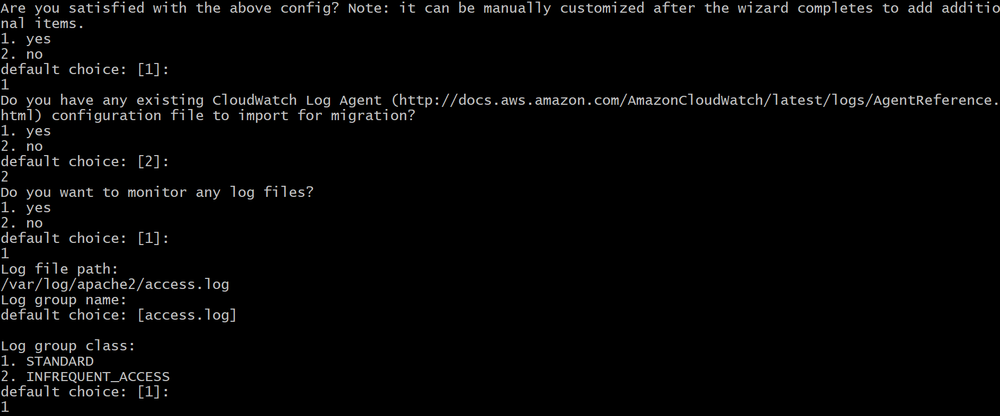 Are you satisfied with the above config? Note: it can be manually customized after the wizard completes to add additio
nal items.
1. yes
2. no
default choice: [1]:
1
Do you have any existing CloudWatch Log Agent (http://docs.aws.amazon.com/AmazonCloudWatch/latest/logs/AgentReference.
html) configuration file to import for migration?
1. yes
2. no
default choice: [2]:
2
Do you want to monitor any log files?
1. yes
2. no
default choice: [1]:
1
Log file path:
/var/log/apache2/access.log
Log group name:
default choice: [access.log]

Log group class:
1. STANDARD
2. INFREQUENT_ACCESS
default choice: [1]:
1